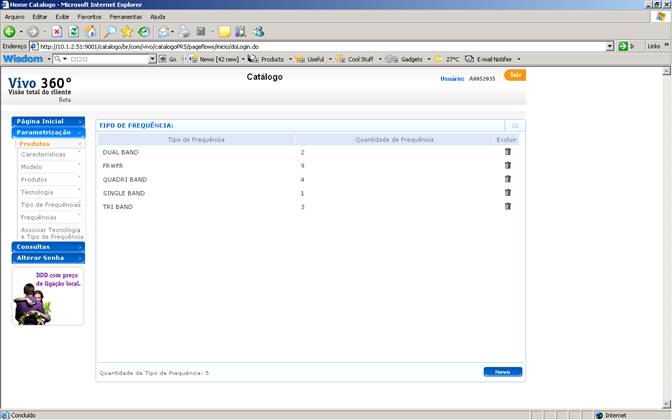 Home Catalogo - Microsoft Internet Explorer
Arquivo Editar Exibir Favoritos Ferramentas Ajuda
Endereço http://10.1.2.51:9001/catalogo/br/com/vivo/catalogoPRS/pageflows/inicio/doLogin.do Ir Links »
Wisdom Go News [42 new] Products Useful Cool Stuff Gadgets 27°C E-mail Notifier
Vivo 360°
Visão total do cliente
Beta
Catálogo
Usuário: A0052035
Sair
Página Inicial
Parametrização
Produtos
Características
Modelo
Produtos
Tecnologia
Tipo de Frequências
Frequências
Associar Tecnologia
e Tipo de Frequência
Consultas
Alterar Senha
DDD com preço
de ligação local.
TIPO DE FREQUÊNCIA:
Tipo de Frequência Quantidade de Frequência Excluir
DUAL BAND 2
FRWFR 9
QUADRI BAND 4
SINGLE BAND 1
TRI BAND 3
Quantidade de Tipo de Frequência: 5
Novo
Concluído Internet